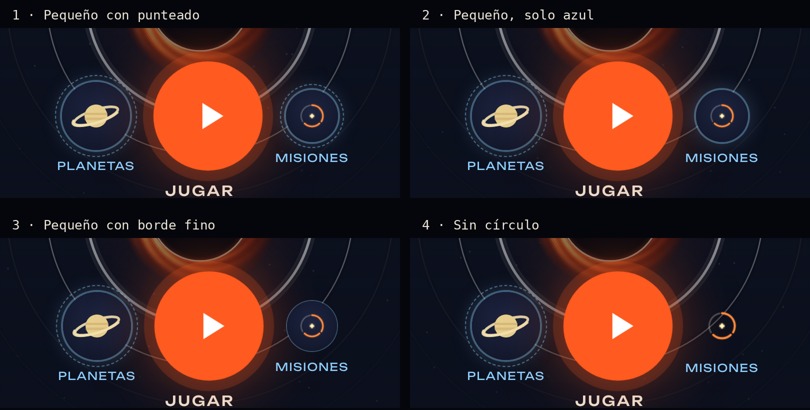 1 · Pequeño con punteado
PLANETAS
MISIONES
JUGAR
2 · Pequeño, solo azul
PLANETAS
MISIONES
JUGAR
3 · Pequeño con borde fino
PLANETAS
MISIONES
JUGAR
4 · Sin círculo
PLANETAS
MISIONES
JUGAR